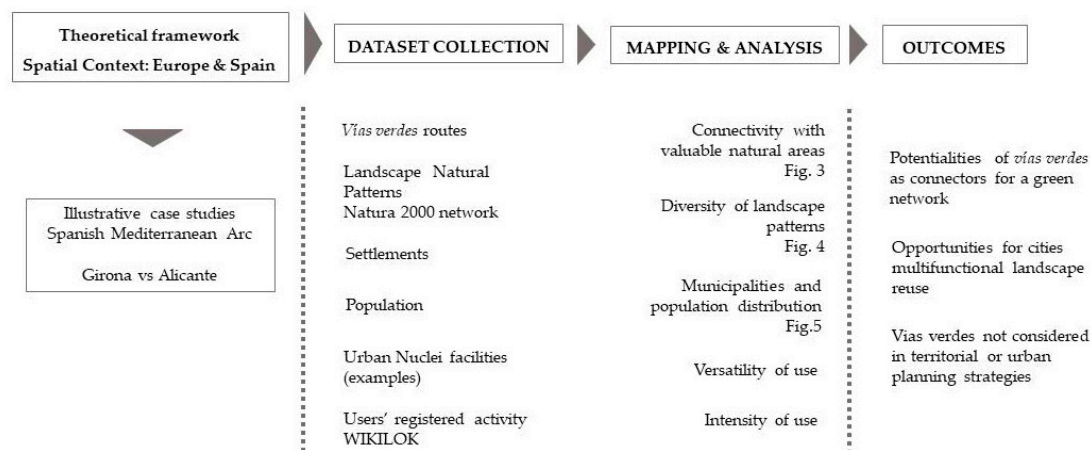 Theoretical framework
Spatial Context: Europe & Spain
Illustrative case studies
Spanish Mediterranean Arc
Girona vs Alicante
DATASET COLLECTION
Vías verdes routes
Landscape Natural
Patterns
Natura 2000 network
Settlements
Population
Urban Nuclei facilities
(examples)
Users' registered activity
WIKILOK
MAPPING & ANALYSIS
Connectivity with
valuable natural areas
Fig. 3
Diversity of landscape
patterns
Fig. 4
Municipalities and
population distribution
Fig.5
Versatility of use
Intensity of use
OUTCOMES
Potentialities of vías verdes
as connectors for a green
network
Opportunities for cities
multifunctional landscape
reuse
Vias verdes not considered
in territorial or urban
planning strategies